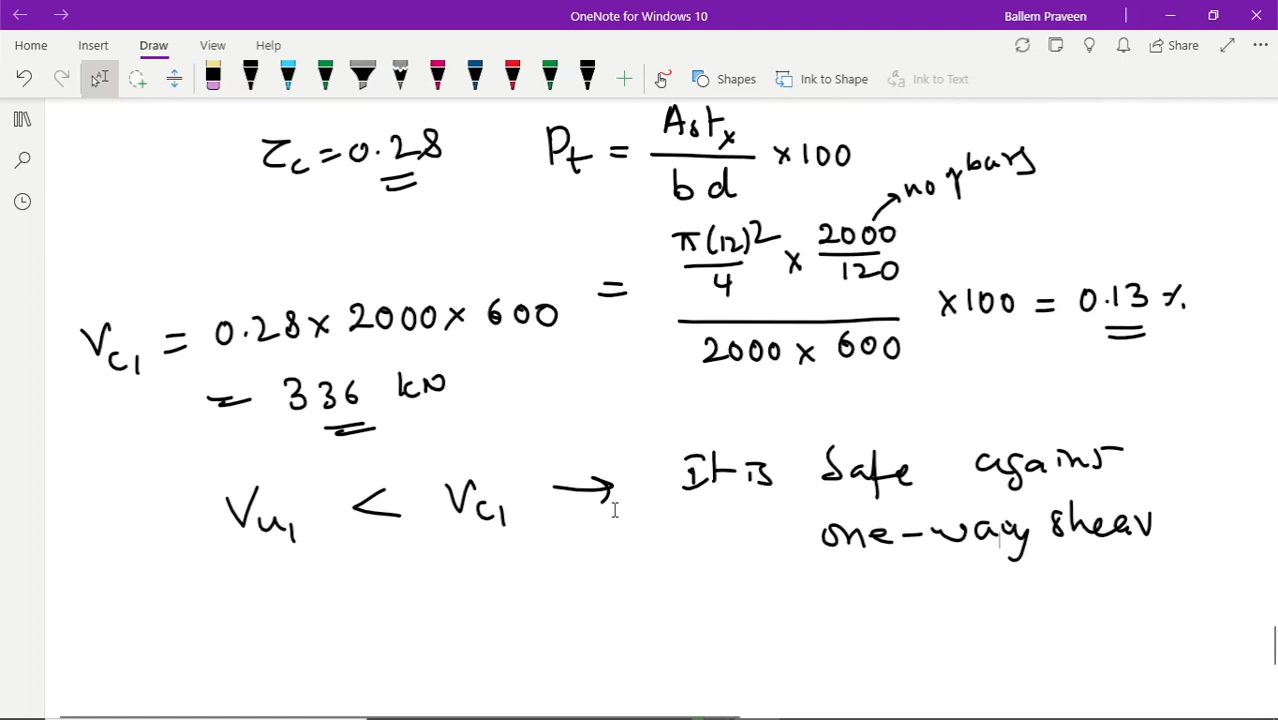 OneNote for Windows 10
Ballem Praveen
Home Insert Draw View Help
Share
Shapes
Ink to Shape
Ink to Text
τc = 0.28
Pt = Astx / bd × 100
no of bars
= (π(12)²/4 × 2000/120) / (2000 × 600) × 100 = 0.13 %
Vc1 = 0.28 × 2000 × 600
= 336 kN
Vu1 < Vc1 → It is safe against
one-way shear